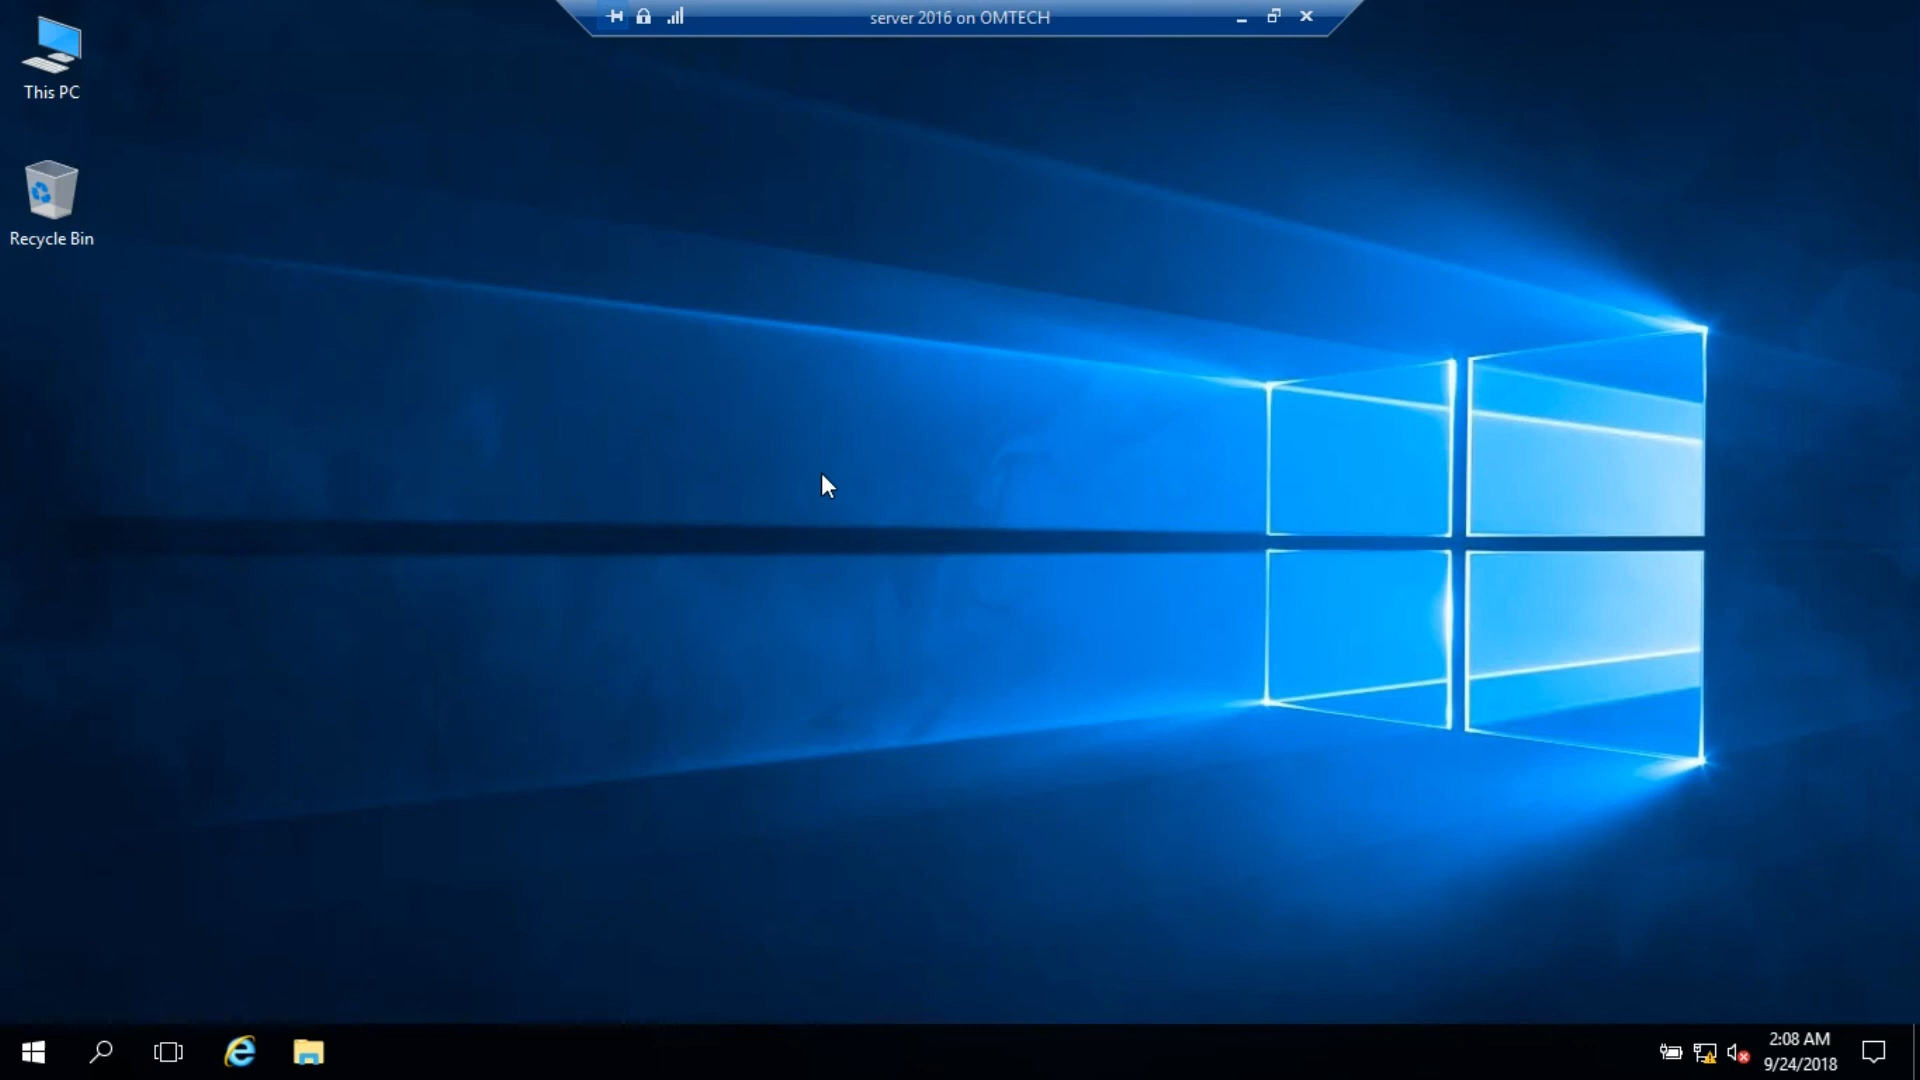 server 2016 on OMTECH
This PC
Recycle Bin
2:08 AM
9/24/2018